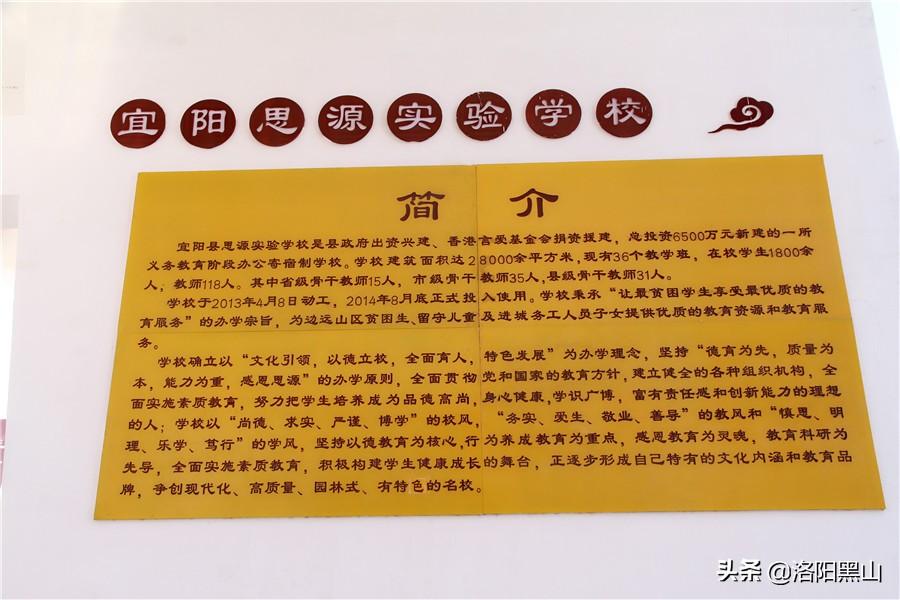 宜阳思源实验学校
简 介
宜阳县思源实验学校是县政府出资兴建、香港言爱基金会捐资援建，总投资6500万元新建的一所
义务教育阶段办公寄宿制学校。学校建筑面积达28000余平方米，现有36个教学班，在校学生1800余
人，教师118人。其中省级骨干教师15人，市级骨干教师35人，县级骨干教师31人。
学校于2013年4月8日动工，2014年8月底正式投入使用。学校秉承“让最贫困学生享受最优质的教
育服务”的办学宗旨，为边远山区贫困生、留守儿童及进城务工人员子女提供优质的教育资源和教育服
务。
学校确立以“文化引领，以德立校，全面育人，特色发展”为办学理念，坚持“德育为先，质量为
本，能力为重，感恩思源”的办学原则，全面贯彻党和国家的教育方针，建立健全的各种组织机构，全
面实施素质教育，努力把学生培养成为品德高尚，身心健康，学识广博，富有责任感和创新能力的理想
的人；学校以“尚德、求实、严谨、博学”的校风，“务实、爱生、敬业、善导”的教风和“慎思、明
理、乐学、笃行”的学风，坚持以德教育为核心，行为养成教育为重点，感恩教育为灵魂，教育科研为
先导，全面实施素质教育，积极构建学生健康成长的舞台，正逐步形成自己特有的文化内涵和教育品
牌，争创现代化、高质量、园林式、有特色的名校。
头条 @洛阳黑山